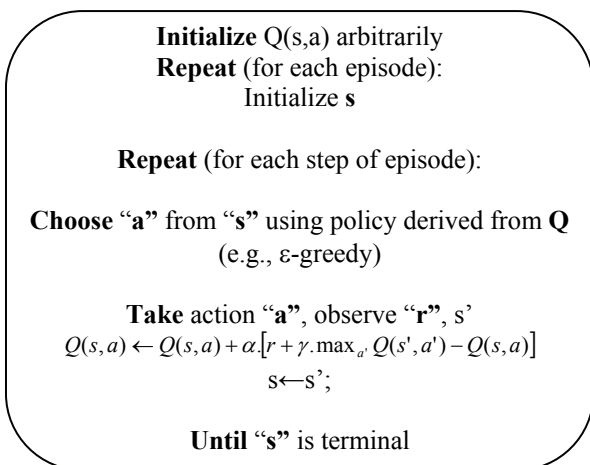 Initialize Q(s,a) arbitrarily
Repeat (for each episode):
Initialize s
Repeat (for each step of episode):
Choose “a” from “s” using policy derived from Q
(e.g., ε-greedy)
Take action “a”, observe “r”, s’
Q(s,a) ← Q(s,a) + α.[r + γ.max_a' Q(s',a') − Q(s,a)]
s←s’;
Until “s” is terminal